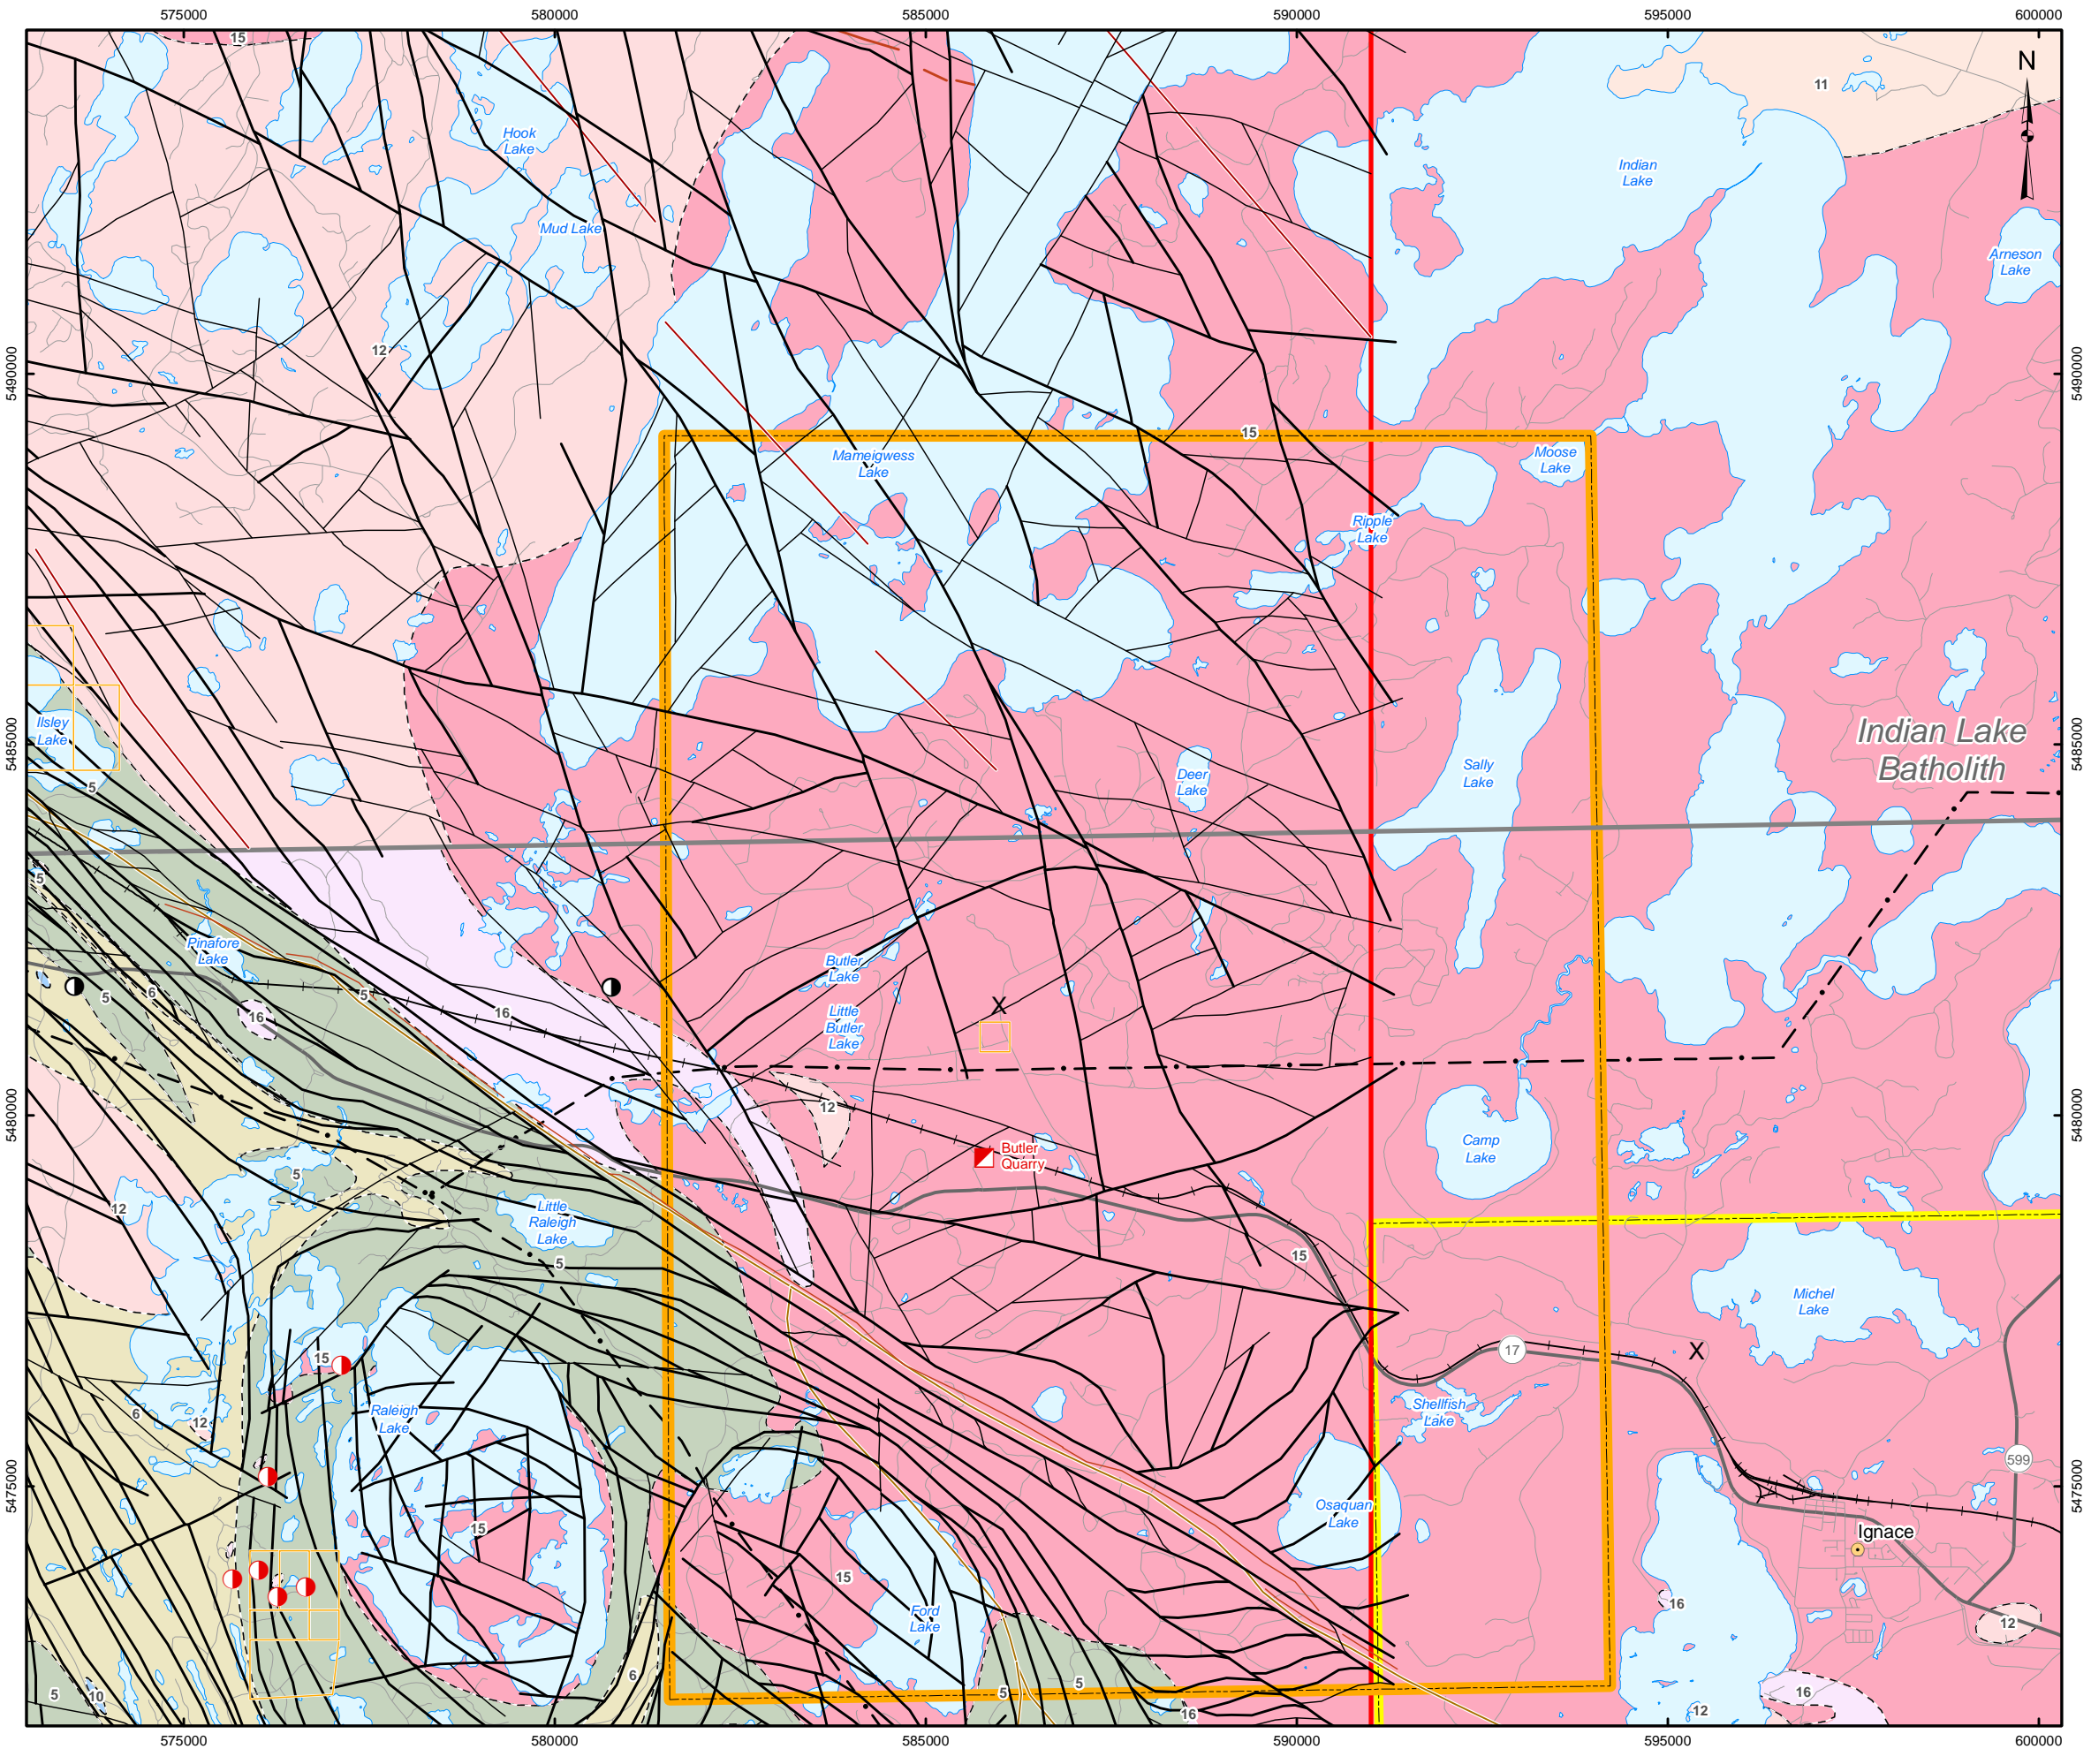 575000 580000 585000 590000 595000 600000
15
11
N
Hook
Lake
Indian
Lake
Mud Lake
Arneson
Lake
12
5490000
5490000
15
Mameigwess
Lake
Moose
Lake
Ripple
Lake
Ilsley
Lake
Indian Lake
Batholith
5485000
5485000
Deer
Lake
Sally
Lake
5
5
Pinafore
Lake
Butler
Lake
5
6
5
16
16
X
Little
Butler
Lake
5480000
5480000
12
Butler
Quarry
Camp
Lake
5
12
Little
Raleigh
Lake
5
15
Michel
Lake
17
X
15
Raleigh
Lake
6
12
Shellfish
Lake
599
5475000
5475000
Osaquan
Lake
15
Ignace
15
Ford
Lake
16
12
6
5
10
5
5
16
16
12
575000 580000 585000 590000 595000 600000